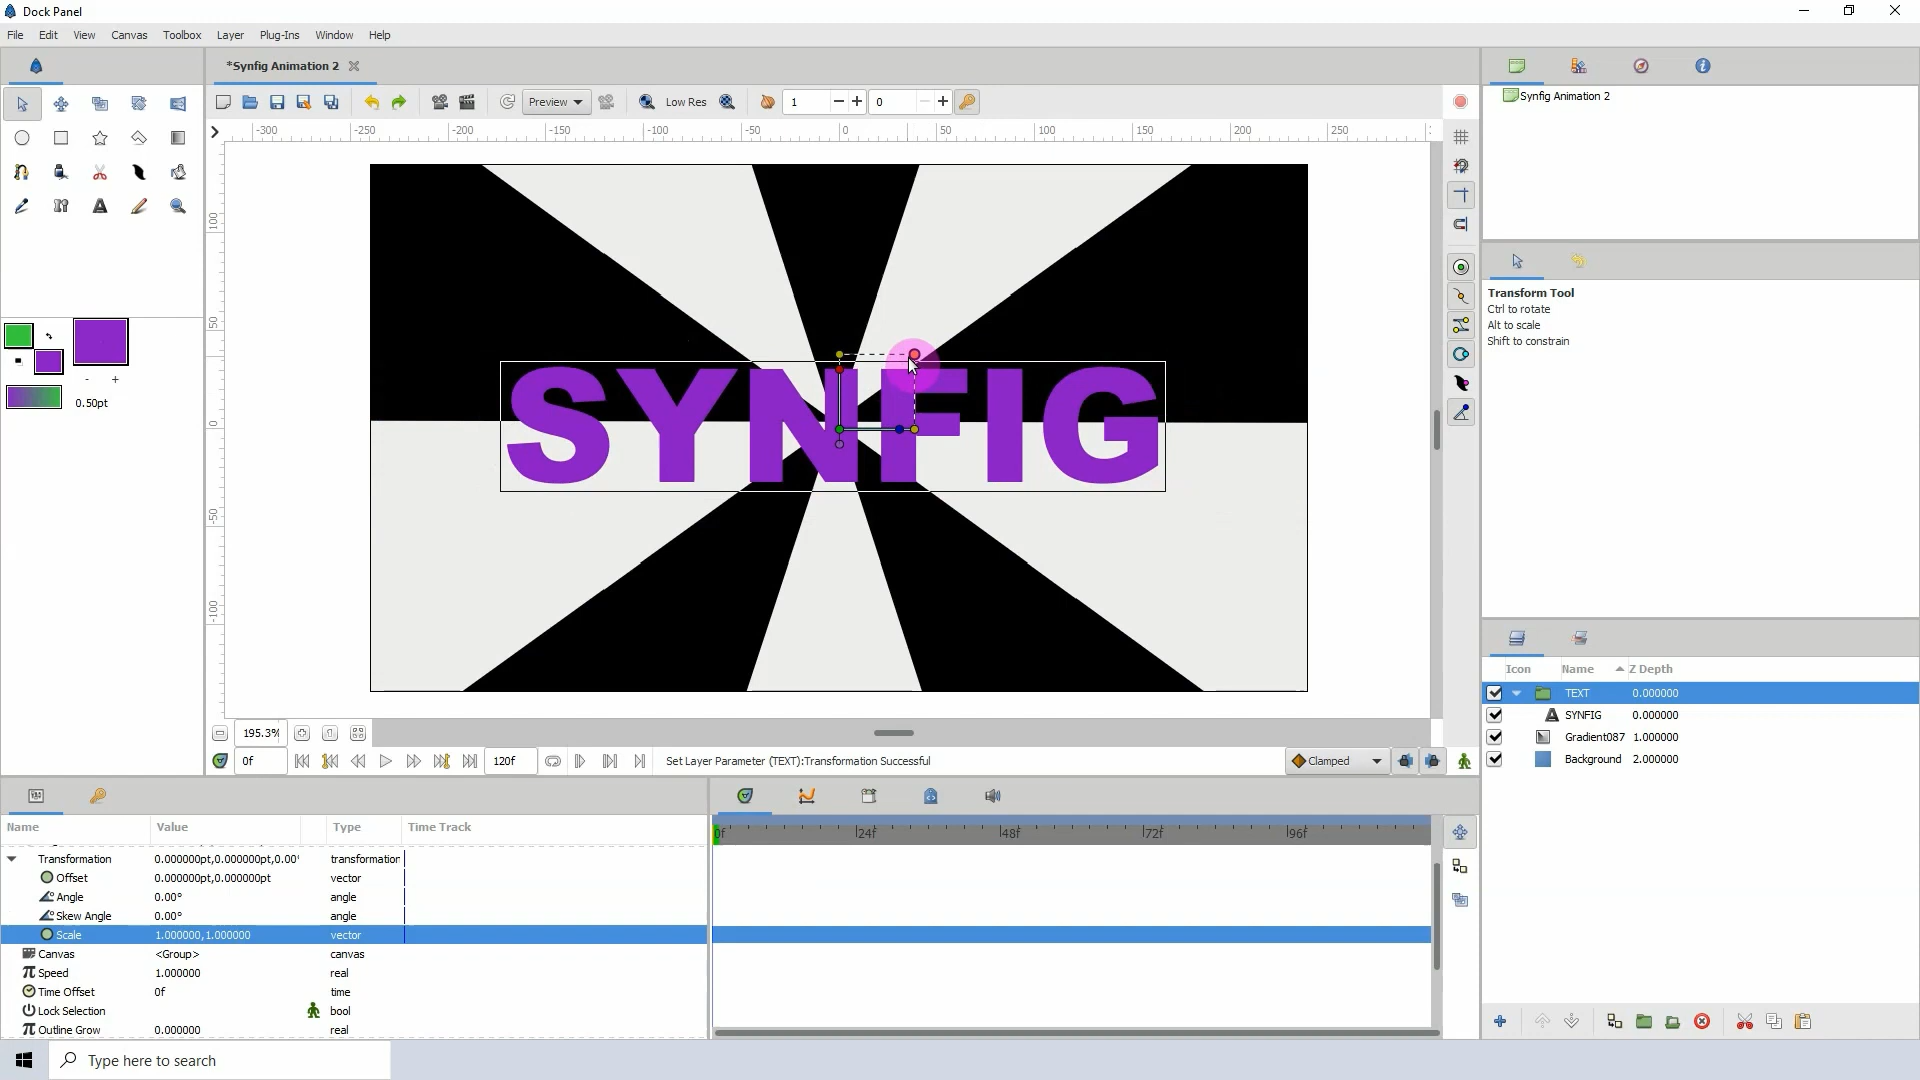 Dock Panel
File Edit View Canvas Toolbox Layer Plug-Ins Window Help
*Synfig Animation 2
Preview Low Res 1 0
-300 -250 -200 -150 -100 -50 0 50 100 150 200 250
100
50
0
-50
-100
SYNFIG
- +
0.50pt
195.3%
0f 120f Set Layer Parameter (TEXT):Transformation Successful Clamped
Name Value Type Time Track
Transformation 0.000000pt,0.000000pt,0.00° transformation
Offset 0.000000pt,0.000000pt vector
Angle 0.00° angle
Skew Angle 0.00° angle
Scale 1.000000,1.000000 vector
Canvas <Group> canvas
Speed 1.000000 real
Time Offset 0f time
Lock Selection bool
Outline Grow 0.000000 real
0f 24f 48f 72f 96f
Synfig Animation 2
Transform Tool
Ctrl to rotate
Alt to scale
Shift to constrain
Icon Name Z Depth
TEXT 0.000000
SYNFIG 0.000000
Gradient087 1.000000
Background 2.000000
Type here to search